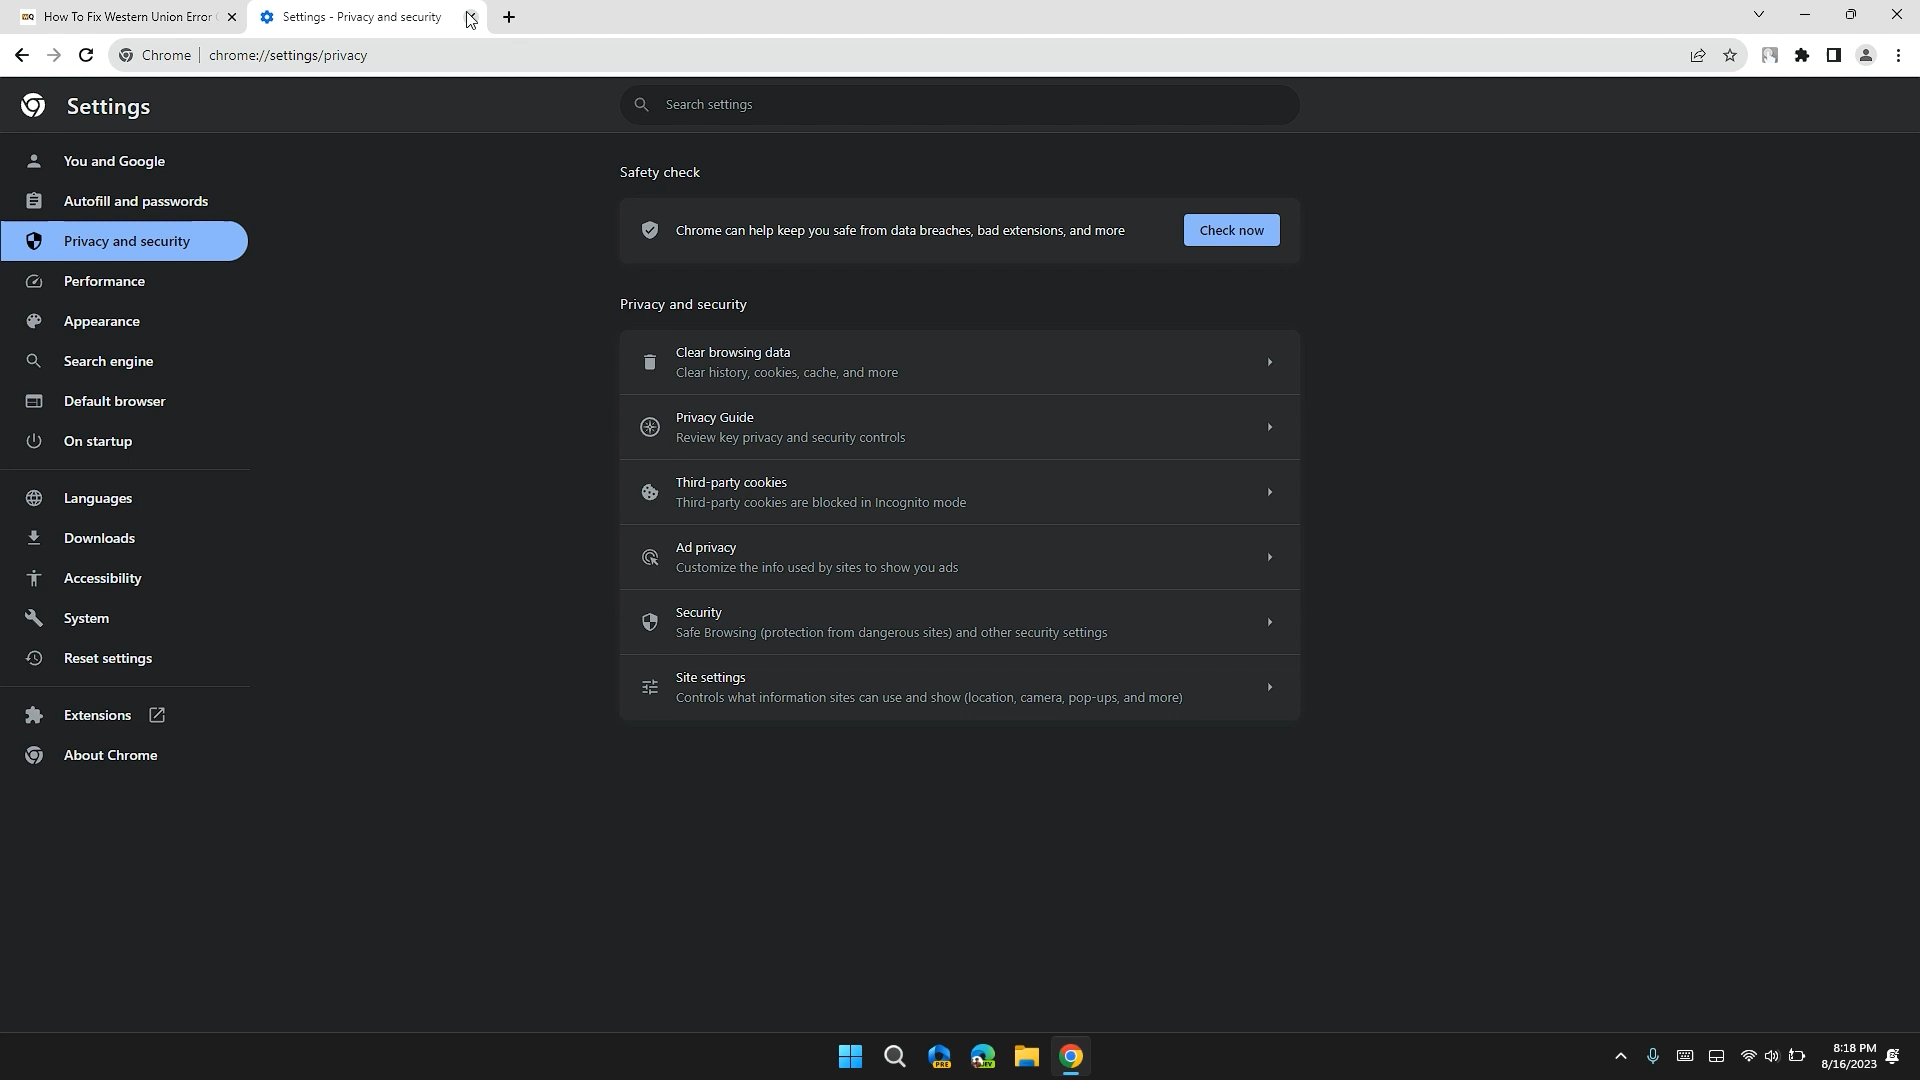 How To Fix Western Union Error
Settings - Privacy and security
Chrome
chrome://settings/privacy
Settings
Search settings
You and Google
Autofill and passwords
Privacy and security
Performance
Appearance
Search engine
Default browser
On startup
Languages
Downloads
Accessibility
System
Reset settings
Extensions
About Chrome
Safety check
Chrome can help keep you safe from data breaches, bad extensions, and more
Check now
Privacy and security
Clear browsing data
Clear history, cookies, cache, and more
Privacy Guide
Review key privacy and security controls
Third-party cookies
Third-party cookies are blocked in Incognito mode
Ad privacy
Customize the info used by sites to show you ads
Security
Safe Browsing (protection from dangerous sites) and other security settings
Site settings
Controls what information sites can use and show (location, camera, pop-ups, and more)
PRE
8:18 PM
8/16/2023